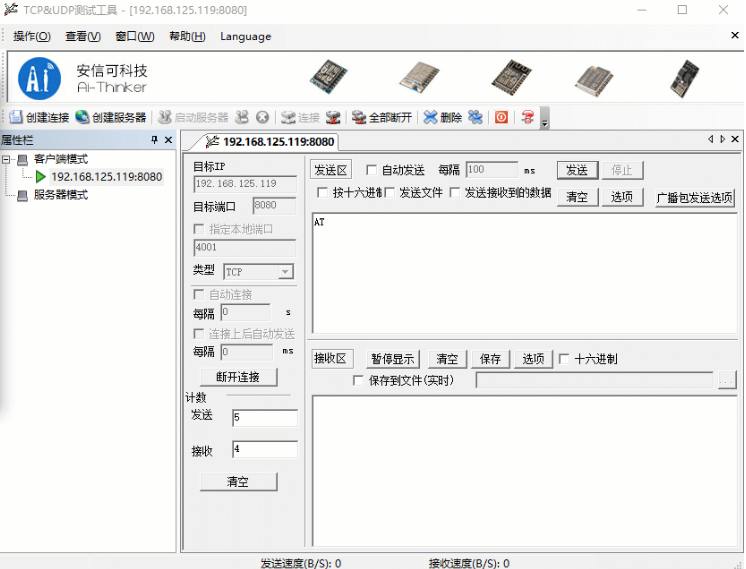 TCP&UDP测试工具 - [192.168.125.119:8080]
操作(O) 查看(V) 窗口(W) 帮助(H) Language
Ai
安信可科技
Ai-Thinker
创建连接 创建服务器 启动服务器 连接 全部断开 删除
属性栏
客户端模式
192.168.125.119:8080
服务器模式
192.168.125.119:8080
目标IP
192.168.125.119
目标端口 8080
指定本地端口
4001
类型 TCP
自动连接
每隔 0 s
连接上后自动发送
每隔 0 ms
断开连接
计数
发送 5
接收 4
清空
发送区 自动发送 每隔 100 ms 发送 停止
按十六进制 发送文件 发送接收到的数据 清空 选项 广播包发送选项
AT
接收区 暂停显示 清空 保存 选项 十六进制
保存到文件(实时) ...
发送速度(B/S): 0 接收速度(B/S): 0